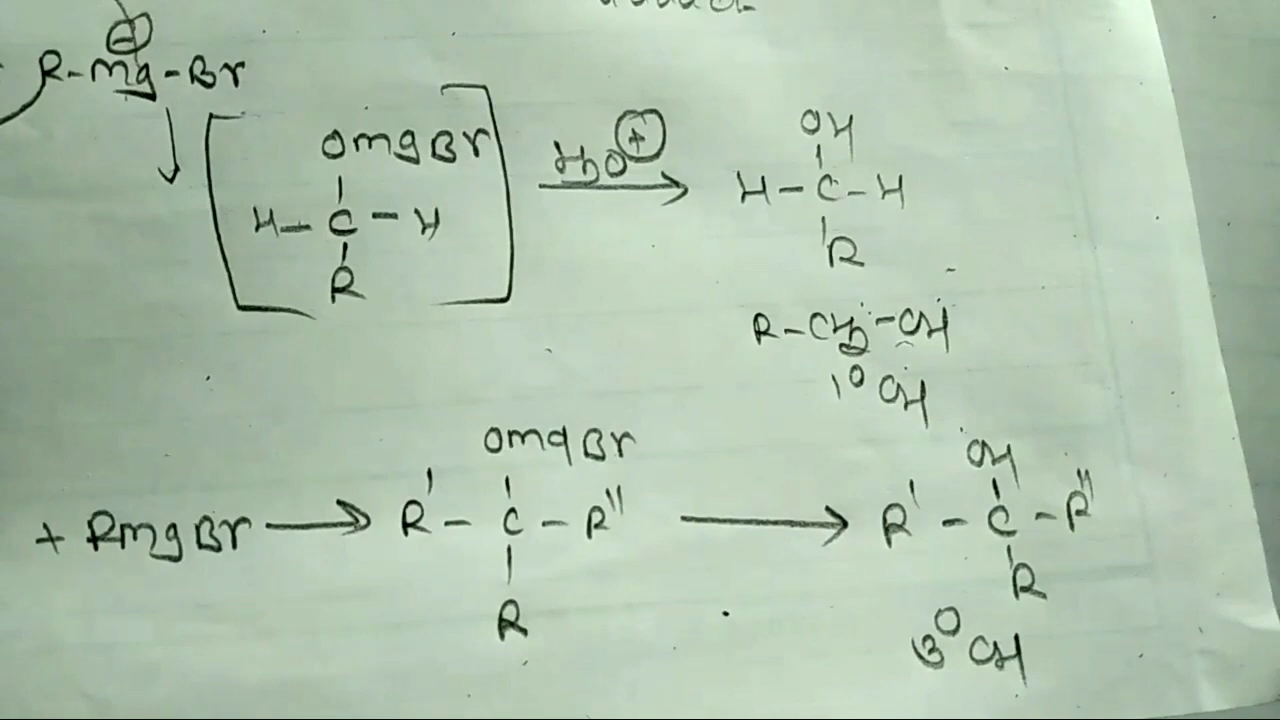 ⊖
R-Mg-Br
↓
OMgBr
H-C-H
R
H₃O⊕ →
OH
H-C-H
R
R-CH₂-OH
1° OH
+ RMgBr → R'-C-R'' → R'-C-R''
OMgBr
R
OH
R
3° OH